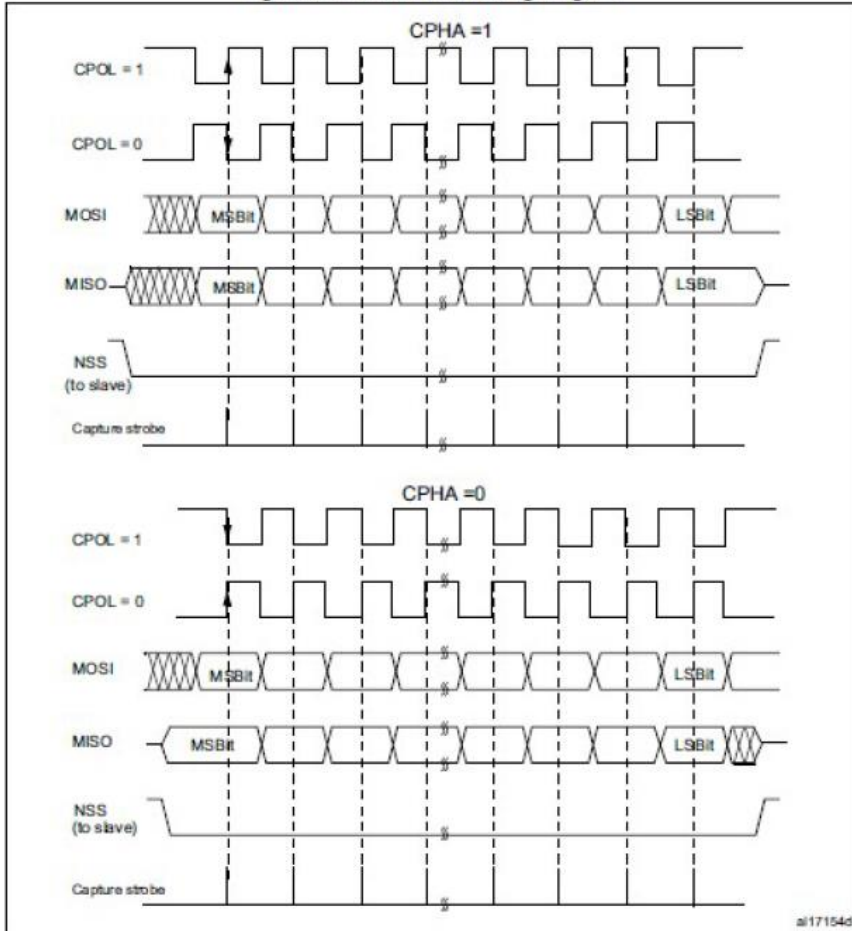 CPHA =1
CPOL = 1
CPOL = 0
MOSI
MSBit
LSBit
MISO
MSBit
LSBit
NSS
(to slave)
Capture strobe
CPHA =0
CPOL = 1
CPOL = 0
MOSI
MSBit
LSBit
MISO
MSBit
LSBit
NSS
(to slave)
Capture strobe
ai17154d